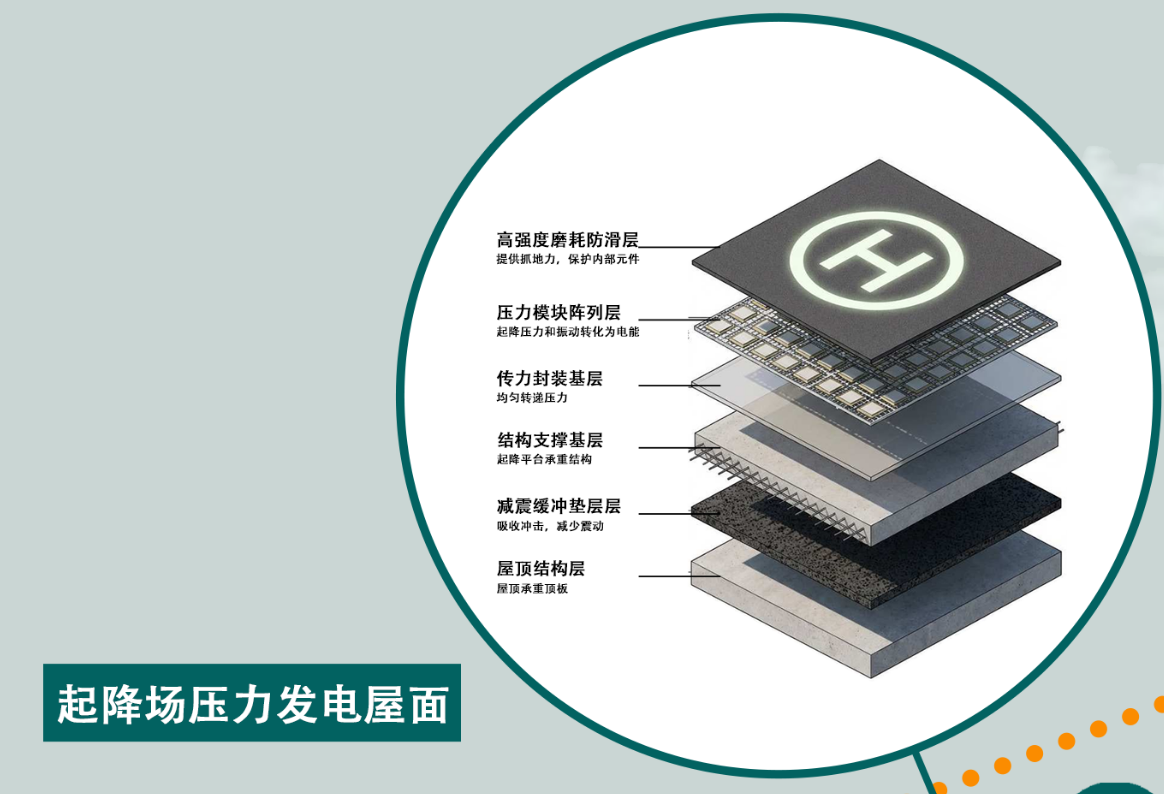 高强度磨耗防滑层
提供抓地力，保护内部元件
压力模块阵列层
起降压力和振动转化为电能
传力封装基层
均匀转递压力
结构支撑基层
起降平台承重结构
减震缓冲垫层层
吸收冲击，减少震动
屋顶结构层
屋顶承重顶板
H
起降场压力发电屋面